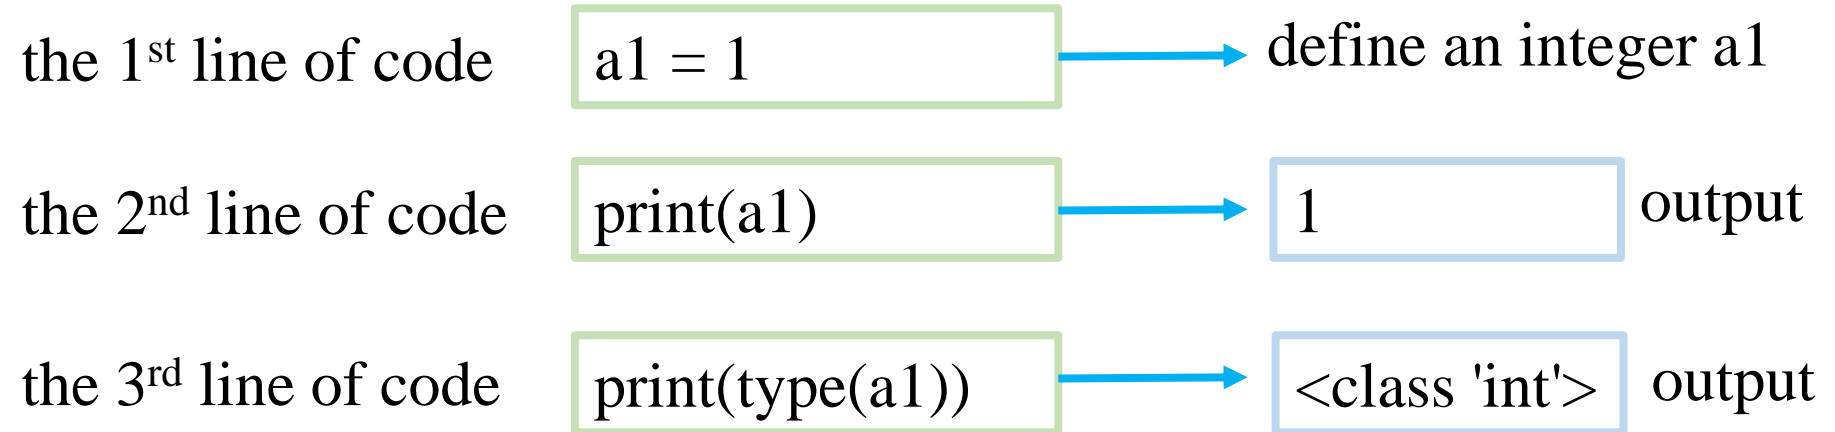 the 1st line of code a1 = 1 define an integer a1
the 2nd line of code print(a1) 1 output
the 3rd line of code print(type(a1)) <class 'int'> output